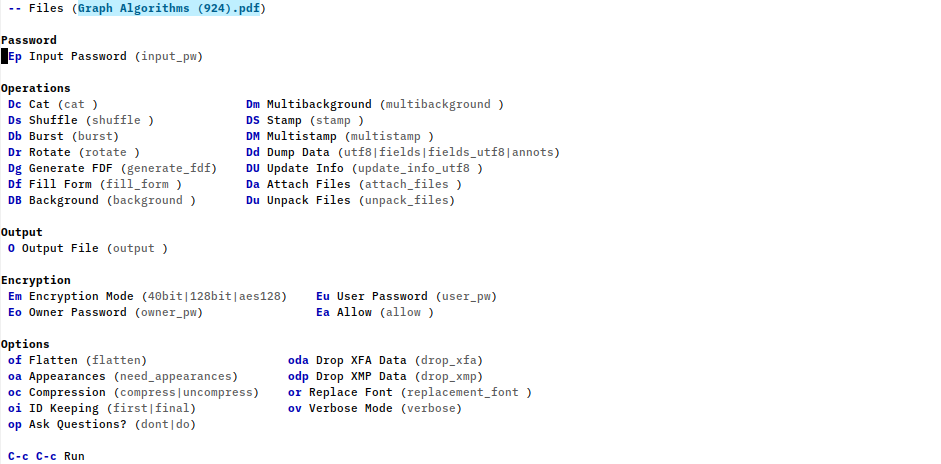 -- Files (Graph Algorithms (924).pdf)
Password
Ep Input Password (input_pw)
Operations
Dc Cat (cat ) Dm Multibackground (multibackground )
Ds Shuffle (shuffle ) DS Stamp (stamp )
Db Burst (burst) DM Multistamp (multistamp )
Dr Rotate (rotate ) Dd Dump Data (utf8|fields|fields_utf8|annots)
Dg Generate FDF (generate_fdf) DU Update Info (update_info_utf8 )
Df Fill Form (fill_form ) Da Attach Files (attach_files )
DB Background (background ) Du Unpack Files (unpack_files)
Output
O Output File (output )
Encryption
Em Encryption Mode (40bit|128bit|aes128) Eu User Password (user_pw)
Eo Owner Password (owner_pw) Ea Allow (allow )
Options
of Flatten (flatten) oda Drop XFA Data (drop_xfa)
oa Appearances (need_appearances) odp Drop XMP Data (drop_xmp)
oc Compression (compress|uncompress) or Replace Font (replacement_font )
oi ID Keeping (first|final) ov Verbose Mode (verbose)
op Ask Questions? (dont|do)
C-c C-c Run